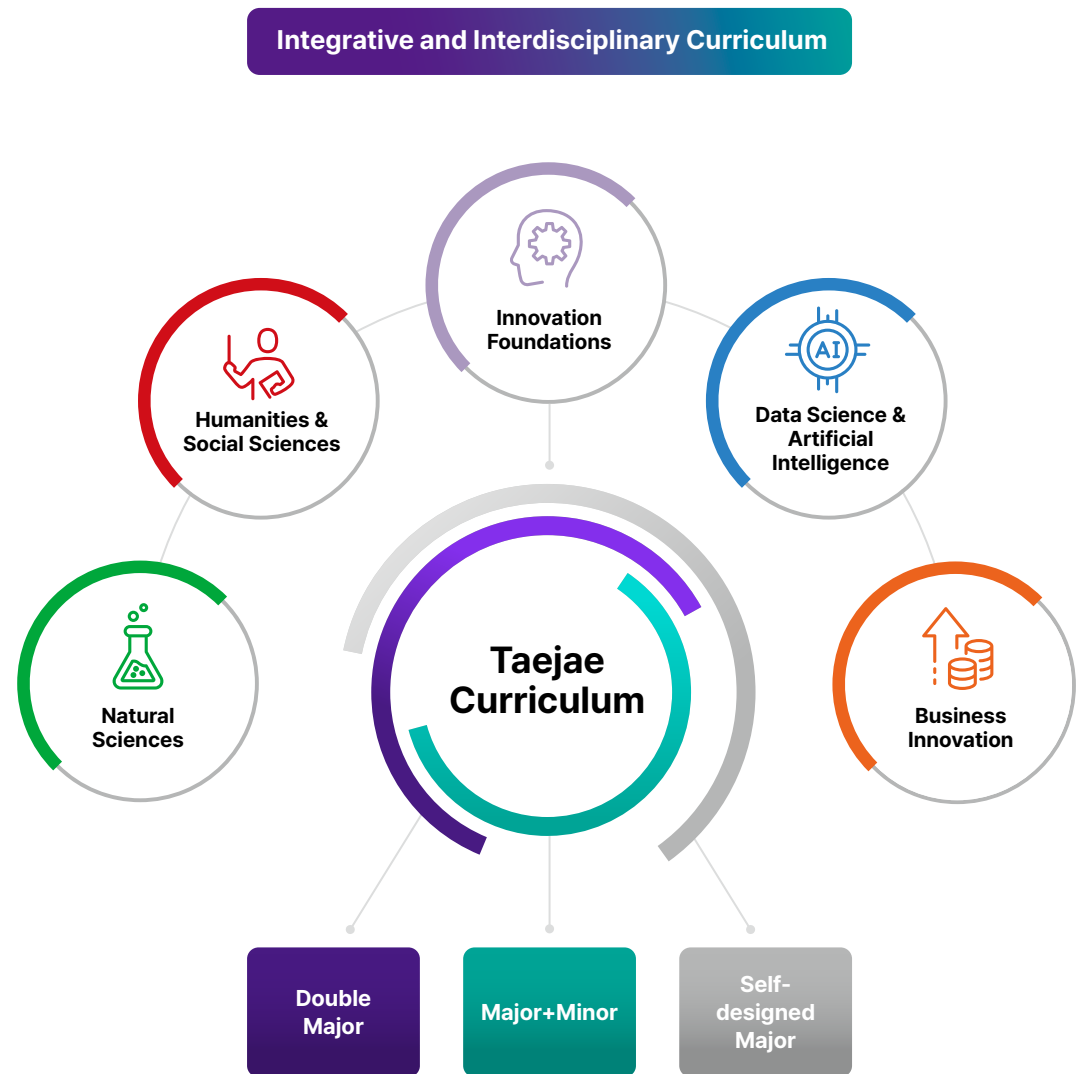 Integrative and Interdisciplinary Curriculum
Innovation
Foundations
Humanities &
Social Sciences
AI
Data Science &
Artificial
Intelligence
Natural
Sciences
Taejae
Curriculum
Business
Innovation
Double
Major
Major+Minor
Self-
designed
Major